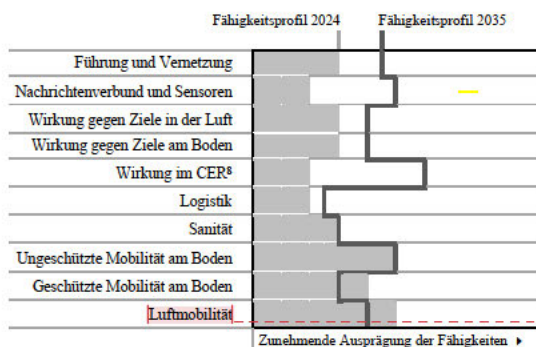 Fähigkeitsprofil 2024 Fähigkeitsprofil 2035
Führung und Vernetzung
Nachrichtenverbund und Sensoren
Wirkung gegen Ziele in der Luft
Wirkung gegen Ziele am Boden
Wirkung im CER⁸
Logistik
Sanität
Ungeschützte Mobilität am Boden
Geschützte Mobilität am Boden
Luftmobilität
Zunehmende Ausprägung der Fähigkeiten ▸